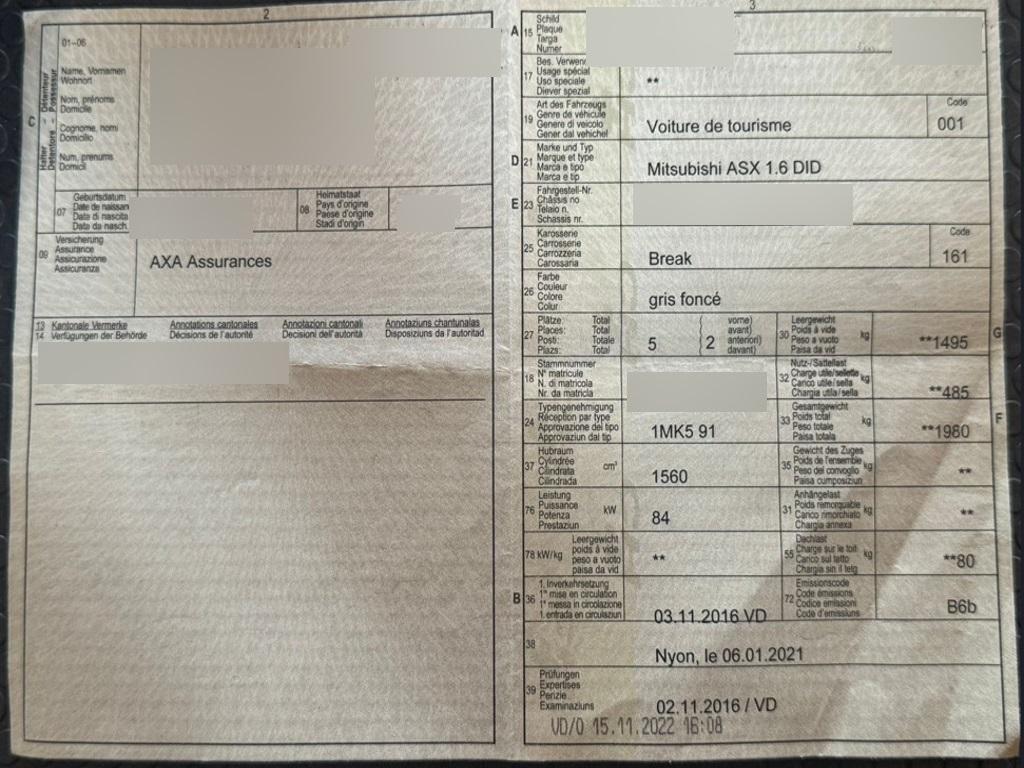 2
01-06
C
Halter - Détenteur
Detentore - Possessur
Name, Vornamen
Wohnort
Nom, prénoms
Domicile
Cognome, nomi
Domicilio
Num, prenums
Domicil
07
Geburtsdatum
Date de naissan
Data di nascita
Data da nasch.
08
Heimatstaat
Pays d'origine
Paese d'origine
Stadi d'origin
09
Versicherung
Assurance
Assicurazione
Assicuranza
AXA Assurances
13 Kantonale Vermerke Annotations cantonales Annotazioni cantonali Annotaziuns chantunalas
14 Verfügungen der Behörde Décisions de l'autorité Decisioni dell'autorità Disposiziuns da l'autoritad
3
A 15
Schild
Plaque
Targa
Numer
17
Bes. Verwen
Usage spécial
Uso speciale
Diever spezial
**
19
Art des Fahrzeugs
Genre de véhicule
Genere di veicolo
Gener dal vehichel
Voiture de tourisme
Code
001
D 21
Marke und Typ
Marque et type
Marca e tipo
Marca e tip
Mitsubishi ASX 1.6 DID
E 23
Fahrgestell-Nr.
Châssis no
Telaio n.
Schassis nr.
25
Karosserie
Carrosserie
Carrozzeria
Carossaria
Break
Code
161
26
Farbe
Couleur
Colore
Colur
gris foncé
27
Plätze: Total
Places: Total
Posti: Totale
Plazs: Total
5
2
vorne)
avant)
anteriori)
davant)
30
Leergewicht
Poids à vide
Peso a vuoto
Paisa da vid
kg
**1495
G
18
Stammnummer
N° matricule
N. di matricola
Nr. da matricla
32
Nutz-/Sattellast
Charge utile/sellette
Carico utile/sella
Chargia utila/sella
kg
**485
24
Typengenehmigung
Réception par type
Approvazione del tipo
Approvaziun dal tip
1MK5 91
33
Gesamtgewicht
Poids total
Peso totale
Paisa totala
kg
**1980
F
37
Hubraum
Cylindrée
Cilindrata
Cilindrada
cm³
1560
35
Gewicht des Zuges
Poids de l'ensemble
Peso del convoglio
Paisa cumposiziun
kg
**
76
Leistung
Puissance
Potenza
Prestaziun
kW
84
31
Anhängelast
Poids remorquable
Carico rimorchiato
Chargia annexa
kg
**
78 kW/kg
Leergewicht
poids à vide
peso a vuoto
paisa da vid
**
55
Dachlast
Charge sur le toit
Carico sul tetto
Chargia sin il tetg
kg
**80
B 36
1. Inverkehrsetzung
1re mise en circulation
1a messa in circolazione
1. entrada en circulaziun
03.11.2016 VD
72
Emissionscode
Code émissions
Codice emissioni
Code d'emissiuns
B6b
38
Nyon, le 06.01.2021
39
Prüfungen
Expertises
Perizie
Examinaziuns
02.11.2016 / VD
VD/0 15.11.2022 16:08